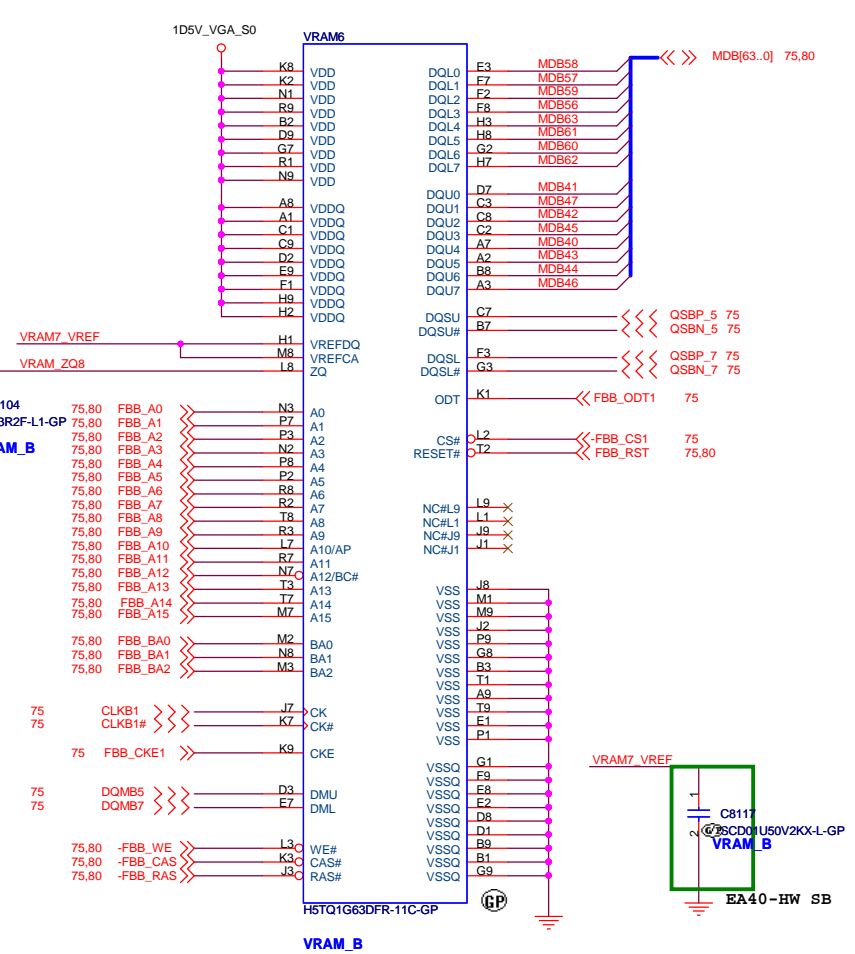 1D5V_VGA_S0
VRAM6
MDB[63..0] 75,80
K8 VDD DQL0 E3 MDB58
K2 VDD DQL1 F7 MDB57
N1 VDD DQL2 F2 MDB59
R9 VDD DQL3 F8 MDB56
B2 VDD DQL4 H3 MDB63
D9 VDD DQL5 H8 MDB61
G7 VDD DQL6 G2 MDB60
R1 VDD DQL7 H7 MDB62
N9 VDD
DQU0 D7 MDB41
A8 VDDQ DQU1 C3 MDB47
A1 VDDQ DQU2 C8 MDB42
C1 VDDQ DQU3 C2 MDB45
C9 VDDQ DQU4 A7 MDB40
D2 VDDQ DQU5 A2 MDB43
E9 VDDQ DQU6 B8 MDB44
F1 VDDQ DQU7 A3 MDB46
H9 VDDQ
H2 VDDQ DQSU C7 QSBP_5 75
DQSU# B7 QSBN_5 75
VRAM7_VREF H1 VREFDQ
M8 VREFCA DQSL F3 QSBP_7 75
VRAM_ZQ8 L8 ZQ DQSL# G3 QSBN_7 75
ODT K1 FBB_ODT1 75
104
3R2F-L1-GP
AM_B
75,80 FBB_A0 N3 A0
75,80 FBB_A1 P7 A1
75,80 FBB_A2 P3 A2 CS# L2 -FBB_CS1 75
75,80 FBB_A3 N2 A3 RESET# T2 FBB_RST 75,80
75,80 FBB_A4 P8 A4
75,80 FBB_A5 P2 A5
75,80 FBB_A6 R8 A6
75,80 FBB_A7 R2 A7 NC#L9 L9
75,80 FBB_A8 T8 A8 NC#L1 L1
75,80 FBB_A9 R3 A9 NC#J9 J9
75,80 FBB_A10 L7 A10/AP NC#J1 J1
75,80 FBB_A11 R7 A11
75,80 FBB_A12 N7 A12/BC#
75,80 FBB_A13 T3 A13 VSS J8
75,80 FBB_A14 T7 A14 VSS M1
75,80 FBB_A15 M7 A15 VSS M9
VSS J2
75,80 FBB_BA0 M2 BA0 VSS P9
75,80 FBB_BA1 N8 BA1 VSS G8
75,80 FBB_BA2 M3 BA2 VSS B3
VSS T1
VSS A9
75 CLKB1 J7 CK VSS T9
75 CLKB1# K7 CK# VSS E1
VSS P1
75 FBB_CKE1 K9 CKE
VSSQ G1
VSSQ F9
75 DQMB5 D3 DMU VSSQ E8
75 DQMB7 E7 DML VSSQ E2
VSSQ D8
VSSQ D1
75,80 -FBB_WE L3 WE# VSSQ B9
75,80 -FBB_CAS K3 CAS# VSSQ B1
75,80 -FBB_RAS J3 RAS# VSSQ G9
H5TQ1G63DFR-11C-GP
GP
VRAM_B
VRAM7_VREF
1
C8117
2
SCD01U50V2KX-L-GP
VRAM_B
EA40-HW SB